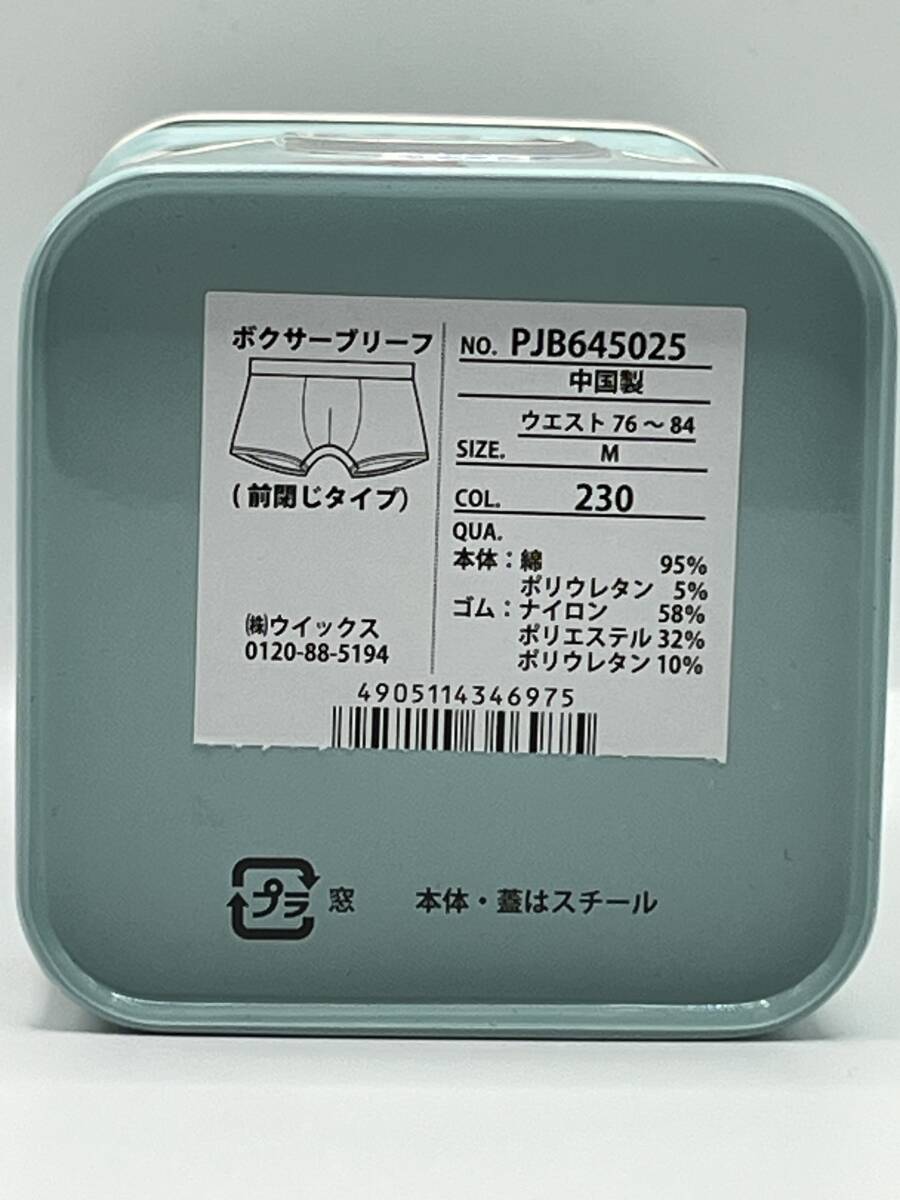 ボクサーブリーフ
(前閉じタイプ)
㈱ウイックス
0120-88-5194
NO. PJB645025
中国製
ウエスト 76～84
SIZE. M
COL. 230
QUA.
本体：綿 95%
ポリウレタン 5%
ゴム：ナイロン 58%
ポリエステル 32%
ポリウレタン 10%
4905114346975
プラ 窓 本体・蓋はスチール